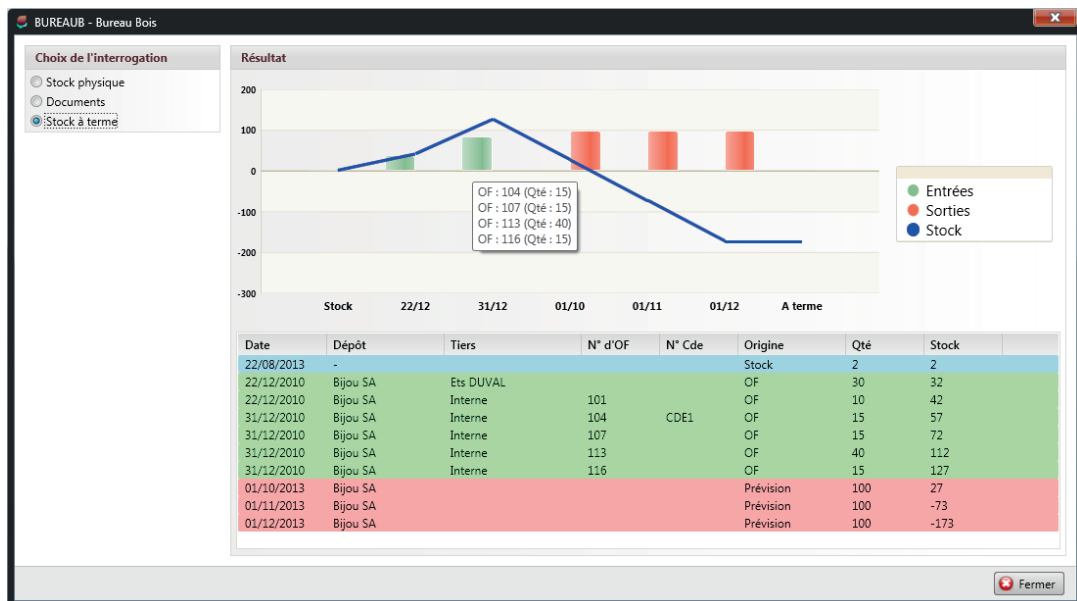 BUREAUB - Bureau Bois
Choix de l'interrogation
Stock physique
Documents
Stock à terme
Résultat
200
100
0
-100
-200
-300
OF : 104 (Qté : 15)
OF : 107 (Qté : 15)
OF : 113 (Qté : 40)
OF : 116 (Qté : 15)
Stock 22/12 31/12 01/10 01/11 01/12 A terme
Entrées
Sorties
Stock
Date Dépôt Tiers N° d'OF N° Cde Origine Qté Stock
22/08/2013 - Stock 2 2
22/12/2010 Bijou SA Ets DUVAL OF 30 32
22/12/2010 Bijou SA Interne 101 OF 10 42
31/12/2010 Bijou SA Interne 104 CDE1 OF 15 57
31/12/2010 Bijou SA Interne 107 OF 15 72
31/12/2010 Bijou SA Interne 113 OF 40 112
31/12/2010 Bijou SA Interne 116 OF 15 127
01/10/2013 Bijou SA Prévision 100 27
01/11/2013 Bijou SA Prévision 100 -73
01/12/2013 Bijou SA Prévision 100 -173
Fermer